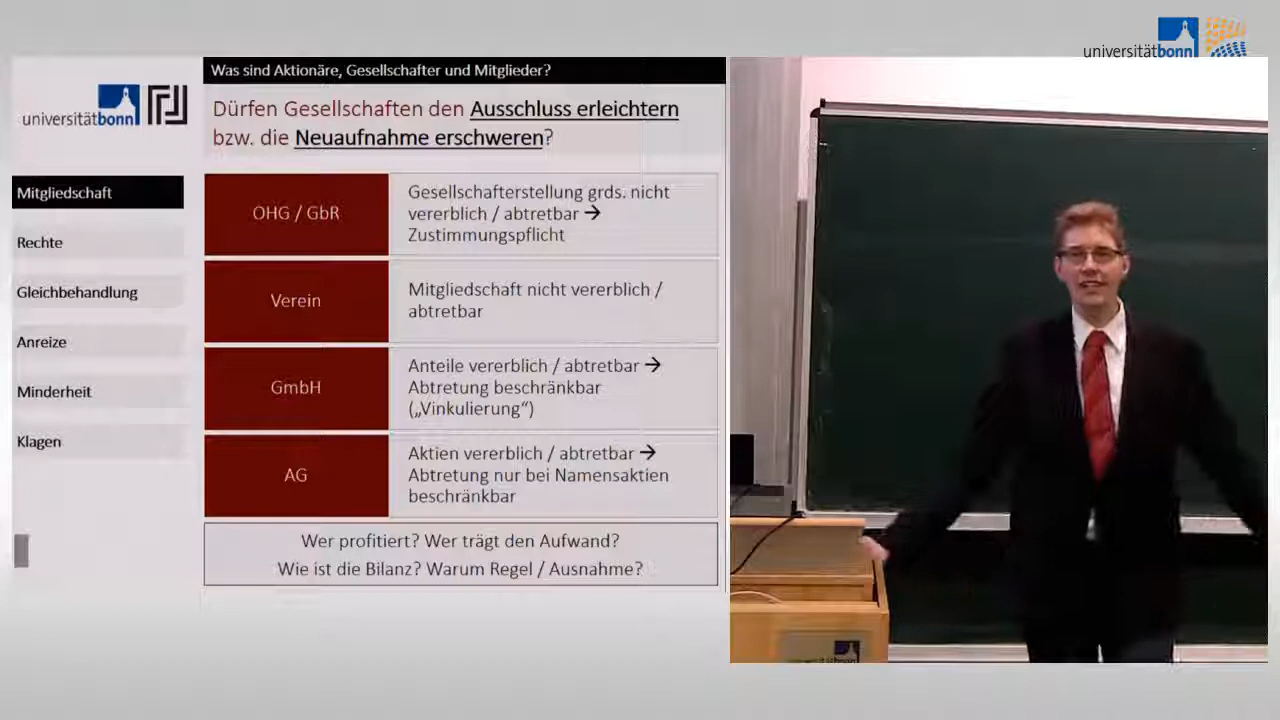 universitätbonn
Was sind Aktionäre, Gesellschafter und Mitglieder?
universitätbonn
Dürfen Gesellschaften den Ausschluss erleichtern
bzw. die Neuaufnahme erschweren?
Mitgliedschaft
Rechte
Gleichbehandlung
Anreize
Minderheit
Klagen
OHG / GbR
Gesellschafterstellung grds. nicht
vererblich / abtretbar →
Zustimmungspflicht
Verein
Mitgliedschaft nicht vererblich /
abtretbar
GmbH
Anteile vererblich / abtretbar →
Abtretung beschränkbar
(„Vinkulierung“)
AG
Aktien vererblich / abtretbar →
Abtretung nur bei Namensaktien
beschränkbar
Wer profitiert? Wer trägt den Aufwand?
Wie ist die Bilanz? Warum Regel / Ausnahme?